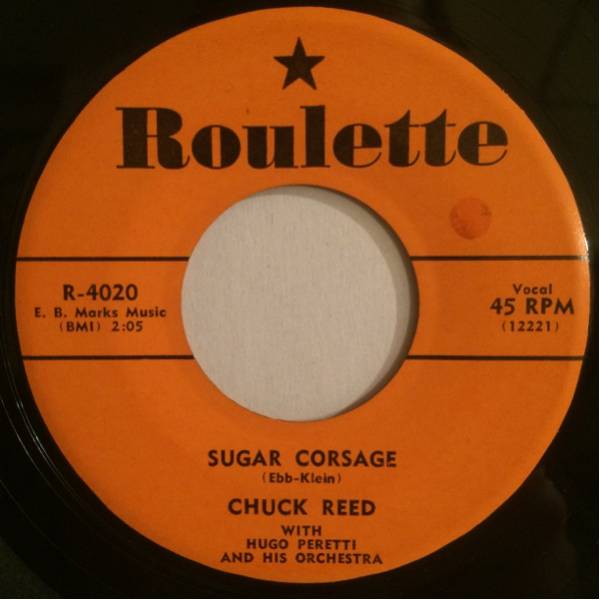 Roulette
R-4020
E. B. Marks Music
(BMI) 2:05
Vocal
45 RPM
(12221)
SUGAR CORSAGE
(Ebb-Klein)
CHUCK REED
WITH
HUGO PERETTI
AND HIS ORCHESTRA